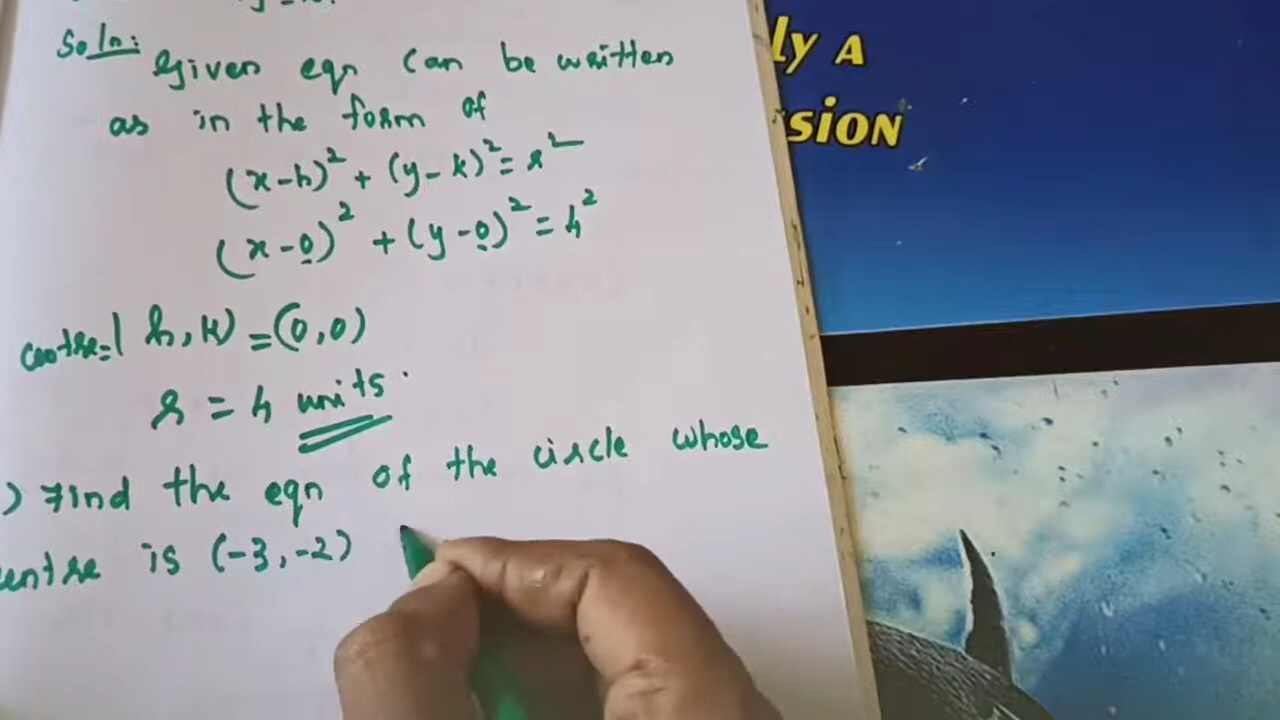 Soln:
Given eqn can be written
as in the form of
(x-h)² + (y-k)² = r²
(x-0)² + (y-0)² = 4²
centre = (h,k) = (0,0)
r = 4 units.
) Find the eqn of the circle whose
centre is (-3,-2)
ly A
sion